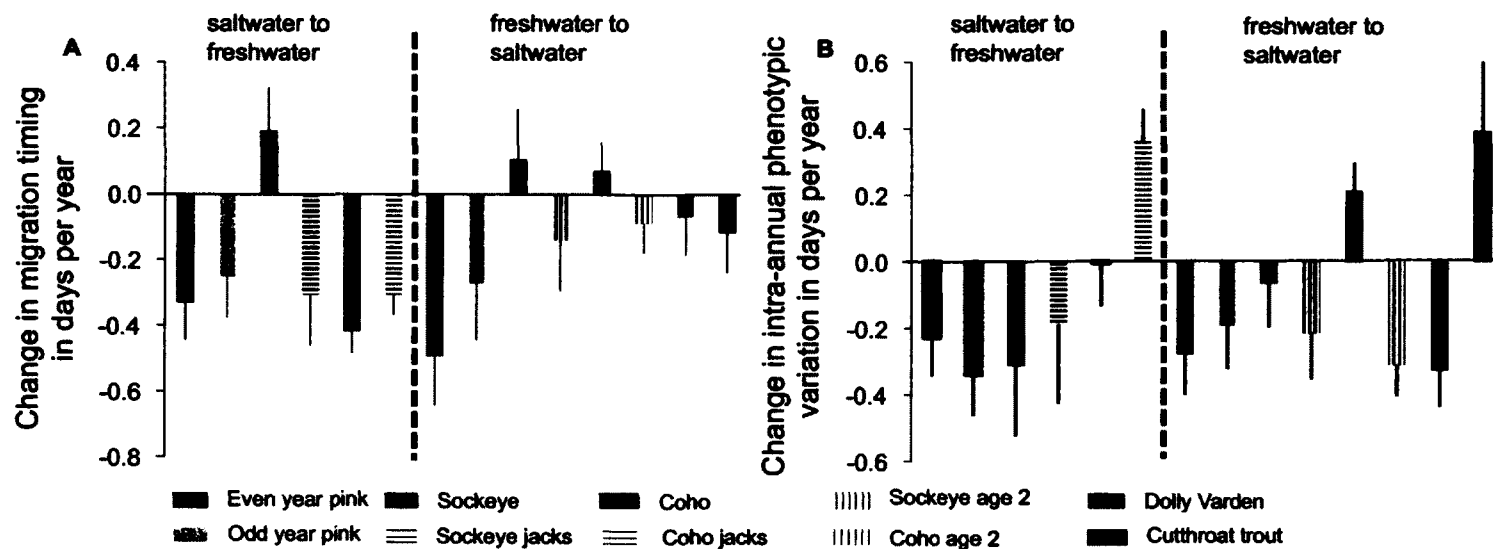 A
saltwater to
freshwater
freshwater to
saltwater
Change in migration timing
in days per year
0.4
0.2
0.0
-0.2
-0.4
-0.6
-0.8
B
saltwater to
freshwater
freshwater to
saltwater
Change in intra-annual phenotypic
variation in days per year
0.6
0.4
0.2
0.0
-0.2
-0.4
-0.6
Even year pink
Sockeye
Coho
Sockeye age 2
Dolly Varden
Odd year pink
Sockeye jacks
Coho jacks
Coho age 2
Cutthroat trout